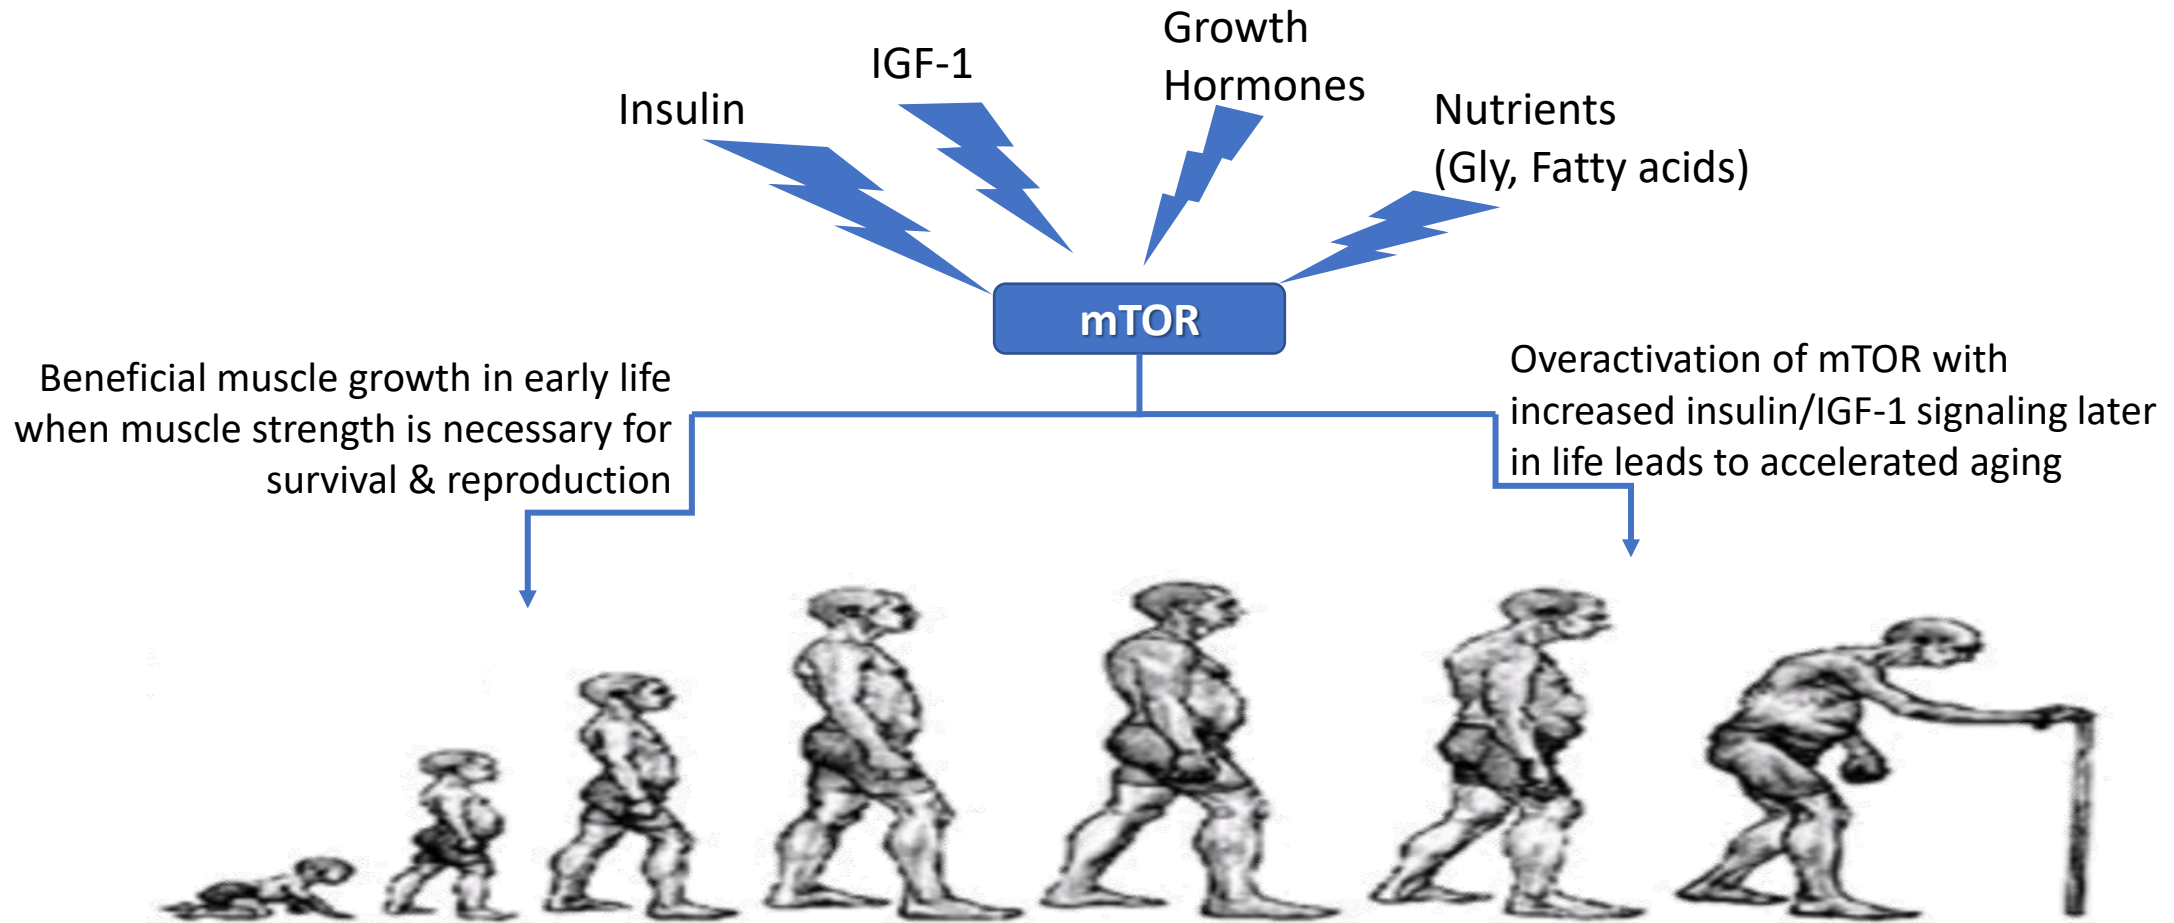 Insulin
IGF-1
Growth
Hormones
Nutrients
(Gly, Fatty acids)
mTOR
Beneficial muscle growth in early life
when muscle strength is necessary for
survival & reproduction
Overactivation of mTOR with
increased insulin/IGF-1 signaling later
in life leads to accelerated aging